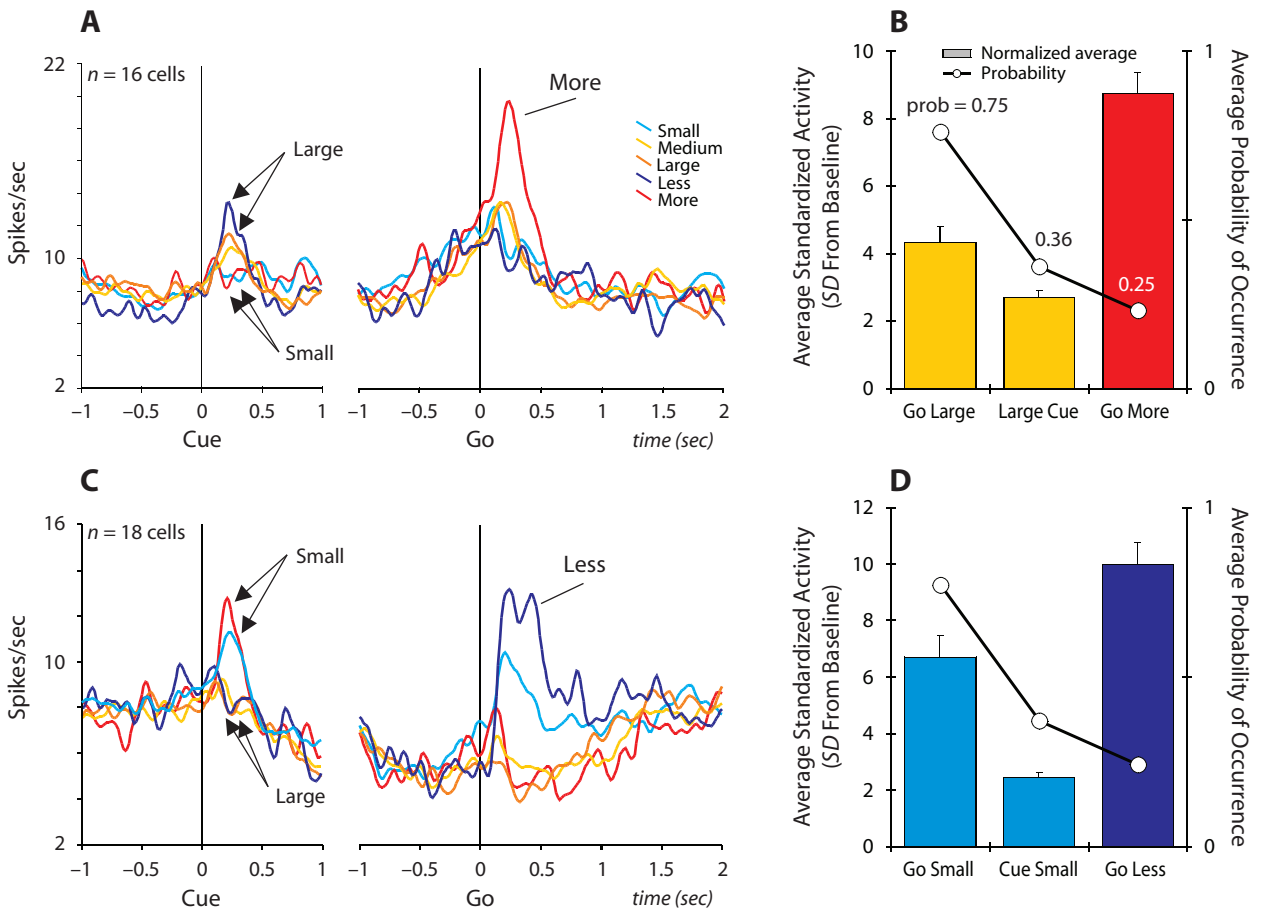 A
n = 16 cells
22
10
2
Spikes/sec
Large
Small
−1
−0.5
0
0.5
1
Cue
More
Small
Medium
Large
Less
More
−1
−0.5
0
0.5
1
1.5
2
Go
time (sec)
B
Normalized average
Probability
10
8
6
4
2
0
Average Standardized Activity
(SD From Baseline)
prob = 0.75
0.36
0.25
1
0
Average Probability of Occurrence
Go Large
Large Cue
Go More
C
n = 18 cells
16
10
2
Spikes/sec
Small
Large
−1
−0.5
0
0.5
1
Cue
Less
−1
−0.5
0
0.5
1
1.5
2
Go
time (sec)
D
12
10
8
6
4
2
0
Average Standardized Activity
(SD From Baseline)
1
0
Average Probability of Occurrence
Go Small
Cue Small
Go Less